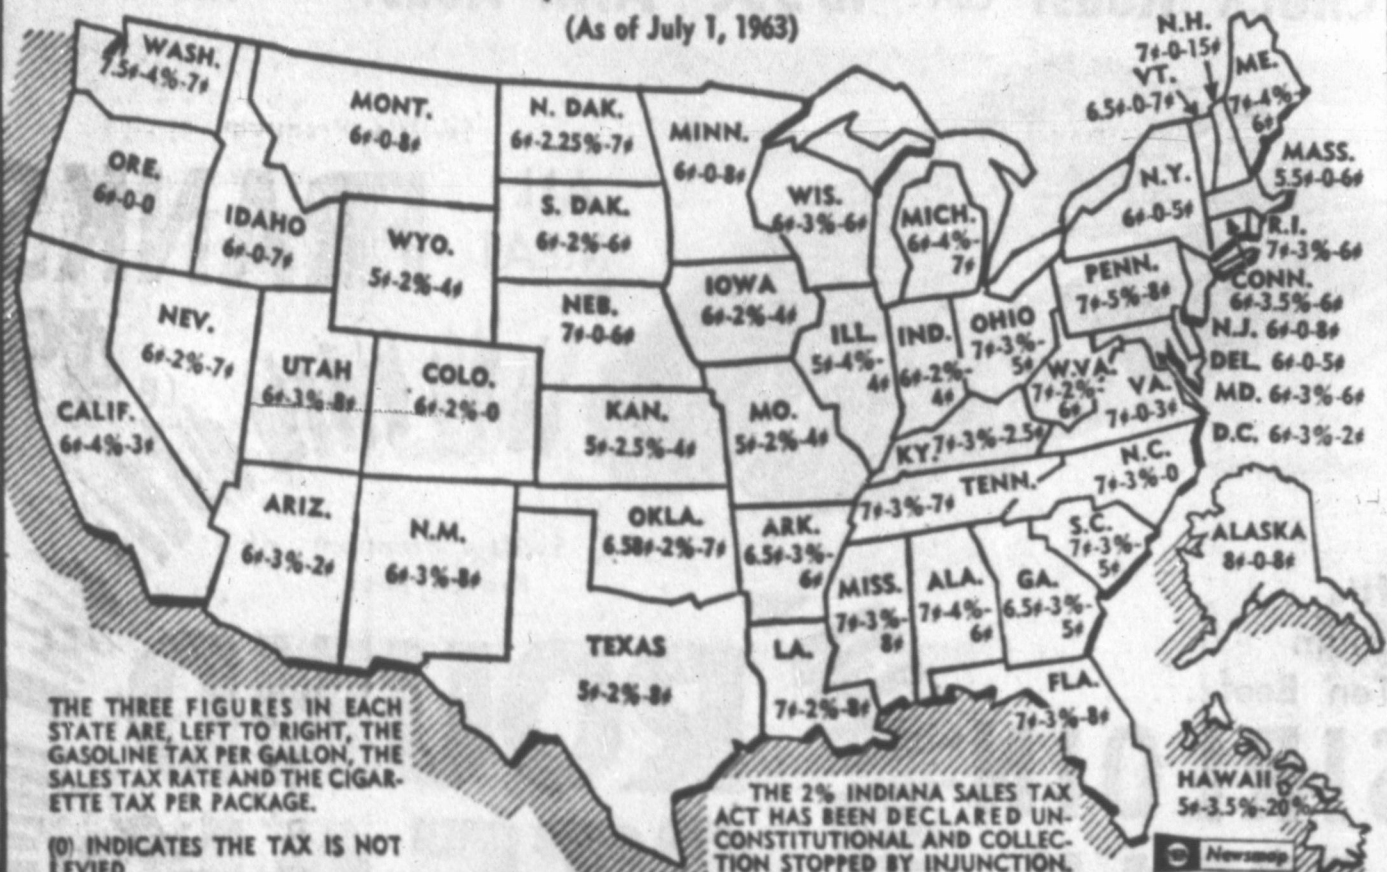 (As of July 1, 1963)
WASH.
7.5¢-4%-7¢
ORE.
6¢-0-0
CALIF.
6¢-4%-3¢
NEV.
6¢-2%-7¢
IDAHO
6¢-0-7¢
MONT.
6¢-0-8¢
WYO.
5¢-2%-4¢
UTAH
6¢-3%-8¢
COLO.
6¢-2%-0
ARIZ.
6¢-3%-2¢
N.M.
6¢-3%-8¢
N. DAK.
6¢-2.25%-7¢
S. DAK.
6¢-2%-6¢
NEB.
7¢-0-6¢
KAN.
5¢-2.5%-4¢
OKLA.
6.58¢-2%-7¢
TEXAS
5¢-2%-8¢
MINN.
6¢-0-8¢
IOWA
6¢-2%-4¢
MO.
5¢-2%-4¢
ARK.
6.5¢-3%-
6¢
LA.
7¢-2%-8¢
WIS.
6¢-3%-6¢
ILL.
5¢-4%-
4¢
MICH.
6¢-4%-
7¢
IND.
6¢-2%-
4¢
OHIO
7¢-3%-
5¢
KY. 7¢-3%-2.5¢
TENN.
7¢-3%-7¢
MISS.
7¢-3%-
8¢
ALA.
7¢-4%-
6¢
GA.
6.5¢-3%-
5¢
FLA.
7¢-3%-8¢
S.C.
7¢-3%-
5¢
N.C.
7¢-3%-0
VA.
7¢-0-3¢
W.VA.
7¢-2%-
6¢
PENN.
7¢-5%-8¢
N.Y.
6¢-0-5¢
N.H.
7¢-0-15¢
VT.
6.5¢-0-7¢
ME.
7¢-4%-
6¢
MASS.
5.5¢-0-6¢
R.I.
7¢-3%-6¢
CONN.
6¢-3.5%-6¢
N.J. 6¢-0-8¢
DEL. 6¢-0-5¢
MD. 6¢-3%-6¢
D.C. 6¢-3%-2¢
ALASKA
8¢-0-8¢
HAWAII
5¢-3.5%-20%
THE THREE FIGURES IN EACH
STATE ARE, LEFT TO RIGHT, THE
GASOLINE TAX PER GALLON, THE
SALES TAX RATE AND THE CIGAR-
ETTE TAX PER PACKAGE.
(0) INDICATES THE TAX IS NOT
LEVIED.
THE 2% INDIANA SALES TAX
ACT HAS BEEN DECLARED UN-
CONSTITUTIONAL AND COLLEC-
TION STOPPED BY INJUNCTION.
Newsmap